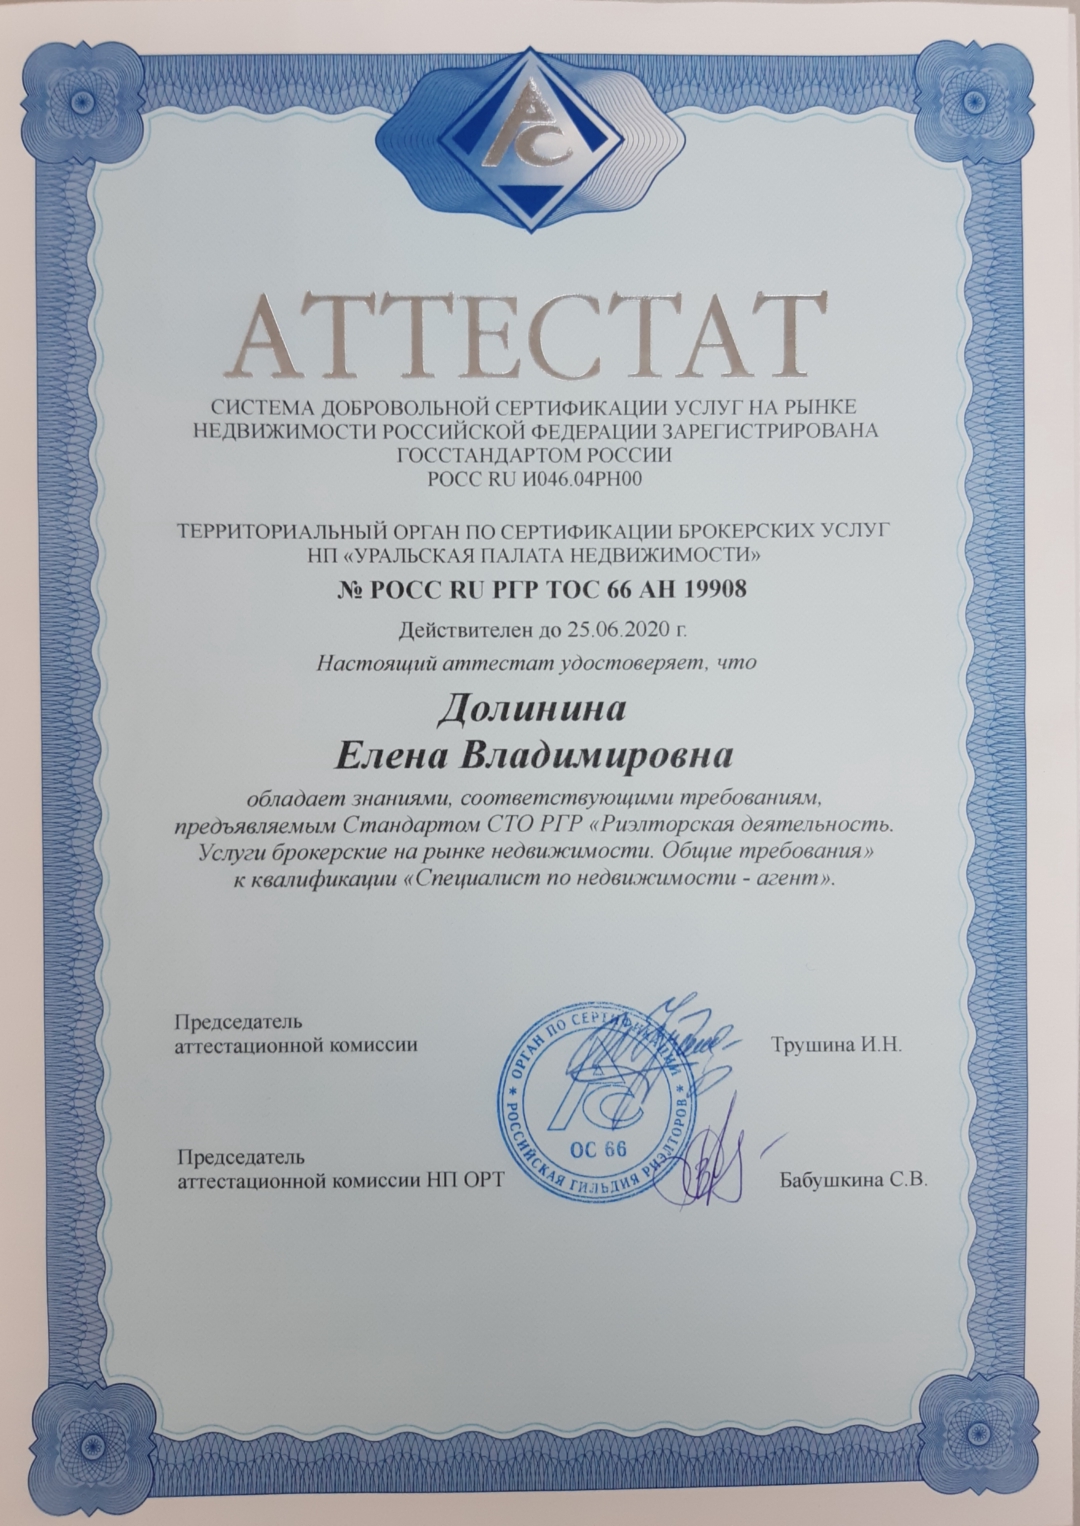 АТТЕСТАТ
СИСТЕМА ДОБРОВОЛЬНОЙ СЕРТИФИКАЦИИ УСЛУГ НА РЫНКЕ
НЕДВИЖИМОСТИ РОССИЙСКОЙ ФЕДЕРАЦИИ ЗАРЕГИСТРИРОВАНА
ГОССТАНДАРТОМ РОССИИ
РОСС RU И046.04РН00
ТЕРРИТОРИАЛЬНЫЙ ОРГАН ПО СЕРТИФИКАЦИИ БРОКЕРСКИХ УСЛУГ
НП «УРАЛЬСКАЯ ПАЛАТА НЕДВИЖИМОСТИ»
№ РОСС RU РГР ТОС 66 АН 19908
Действителен до 25.06.2020 г.
Настоящий аттестат удостоверяет, что
Долинина
Елена Владимировна
обладает знаниями, соответствующими требованиям,
предъявляемым Стандартом СТО РГР «Риэлторская деятельность.
Услуги брокерские на рынке недвижимости. Общие требования»
к квалификации «Специалист по недвижимости - агент».
Председатель
аттестационной комиссии
Трушина И.Н.
ОРГАН ПО СЕРТИФИКАЦИИ
РОССИЙСКАЯ ГИЛЬДИЯ РИЭЛТОРОВ
ОС 66
Председатель
аттестационной комиссии НП ОРТ
Бабушкина С.В.